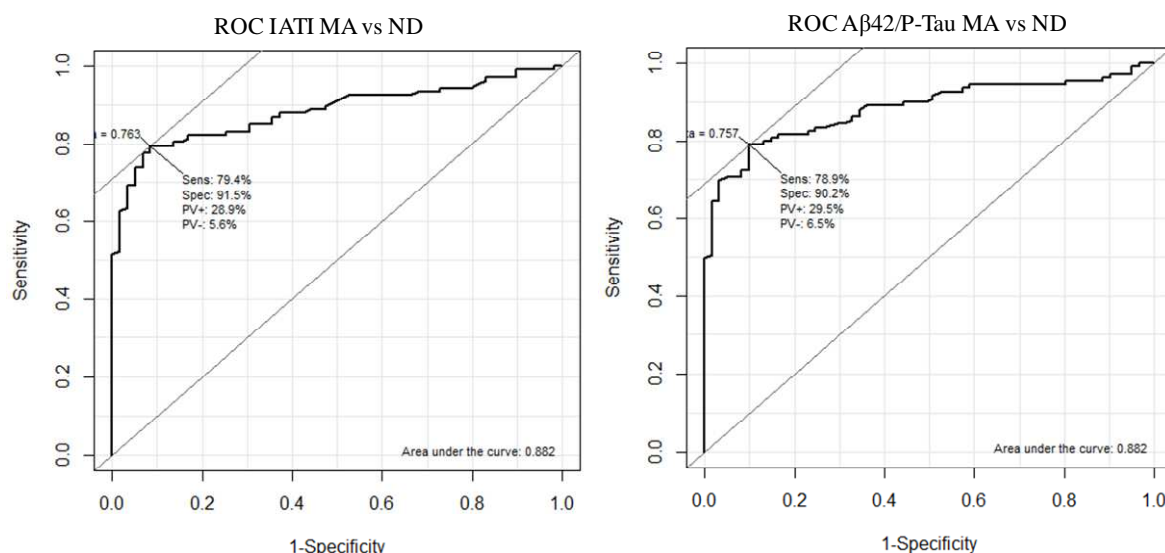 ROC IATI MA vs ND
1.0
0.8
0.6
0.4
0.2
0.0
Sensitivity
a = 0.763
Sens: 79.4%
Spec: 91.5%
PV+: 28.9%
PV-: 5.6%
Area under the curve: 0.882
0.0 0.2 0.4 0.6 0.8 1.0
1-Specificity
ROC Aβ42/P-Tau MA vs ND
1.0
0.8
0.6
0.4
0.2
0.0
Sensitivity
ta = 0.757
Sens: 78.9%
Spec: 90.2%
PV+: 29.5%
PV-: 6.5%
Area under the curve: 0.882
0.0 0.2 0.4 0.6 0.8 1.0
1-Specificity